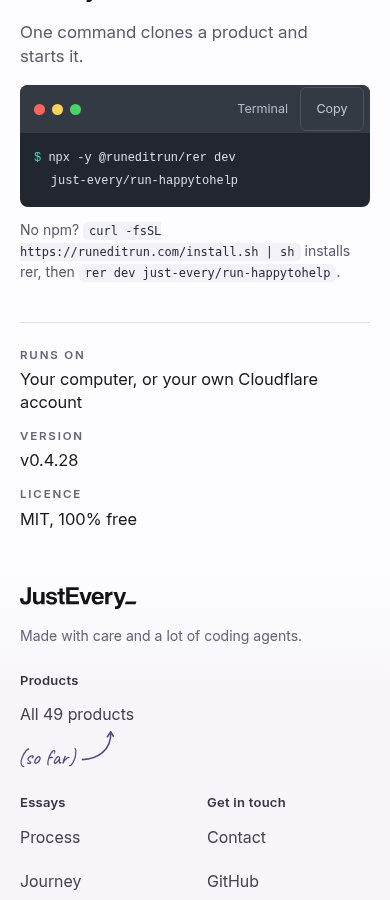 One command clones a product and
starts it.
Terminal
Copy
$ npx -y @runeditrun/rer dev
just-every/run-happytohelp
No npm? curl -fsSL
https://runeditrun.com/install.sh | sh installs
rer, then rer dev just-every/run-happytohelp.
RUNS ON
Your computer, or your own Cloudflare
account
VERSION
v0.4.28
LICENCE
MIT, 100% free
JustEvery_
Made with care and a lot of coding agents.
Products
All 49 products
(so far)
Essays
Get in touch
Process
Contact
Journey
GitHub